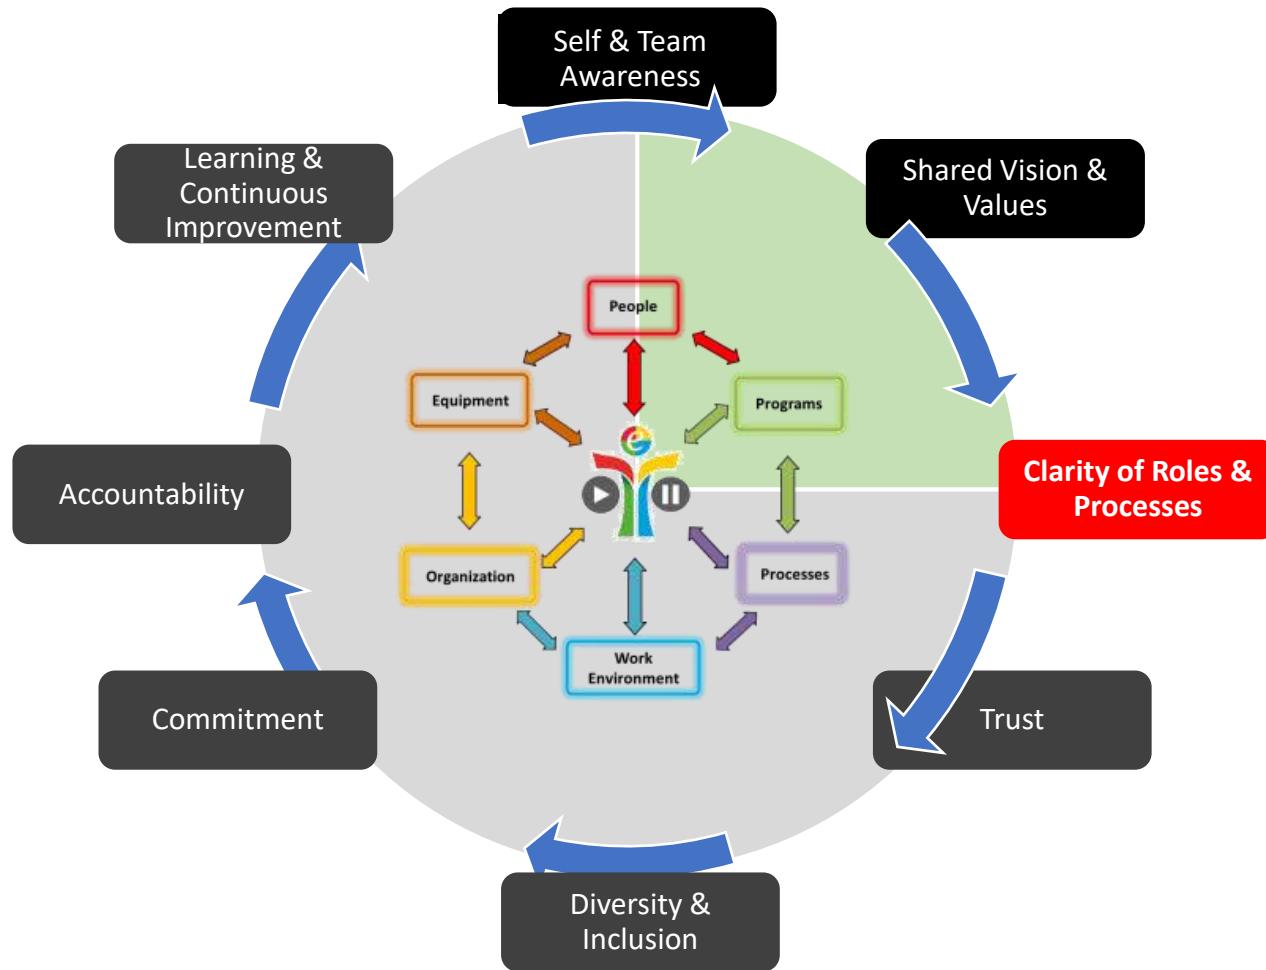 Self & Team
Awareness
Learning &
Continuous
Improvement
Shared Vision &
Values
People
Equipment
Programs
Accountability
Clarity of Roles &
Processes
Organization
Processes
Work
Environment
Commitment
Trust
Diversity &
Inclusion